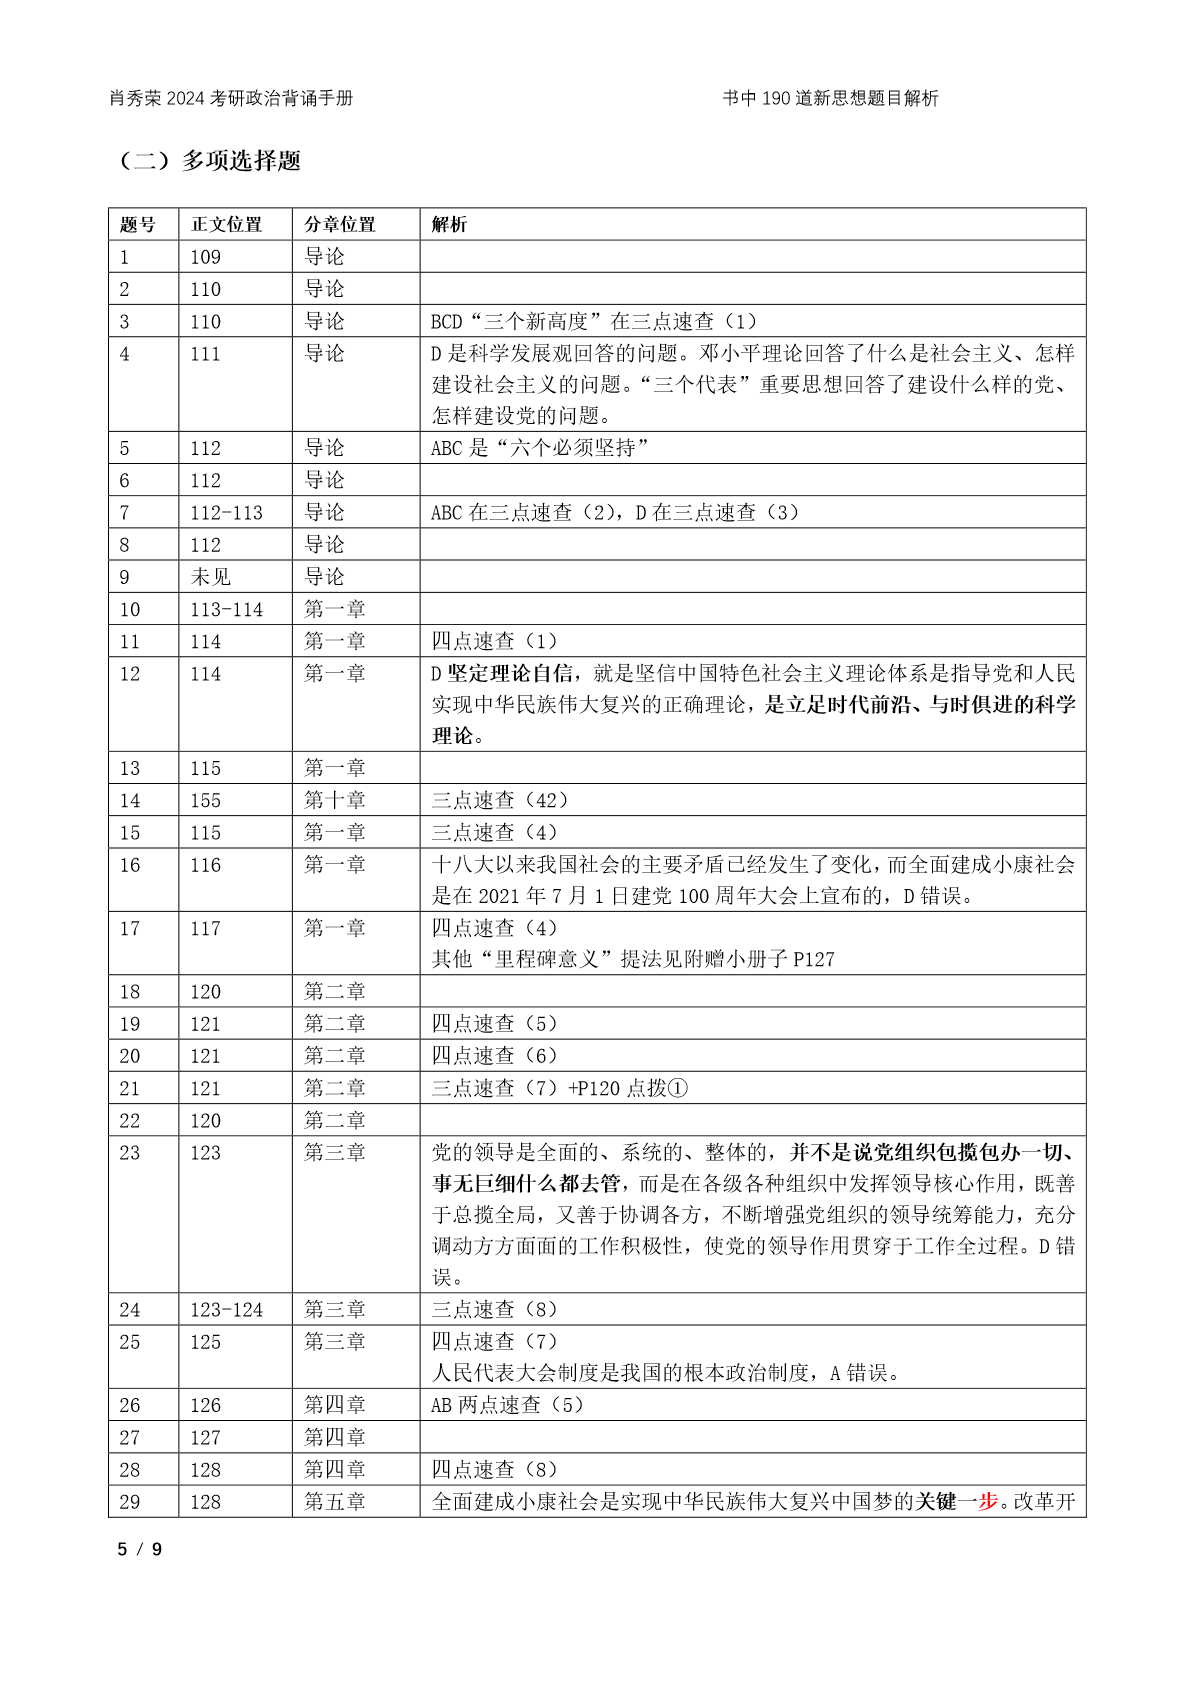 肖秀荣 2024 考研政治背诵手册 书中 190 道新思想题目解析
（二）多项选择题
题号 正文位置 分章位置 解析
1 109 导论
2 110 导论
3 110 导论 BCD“三个新高度”在三点速查（1）
4 111 导论 D 是科学发展观回答的问题。邓小平理论回答了什么是社会主义、怎样
建设社会主义的问题。“三个代表”重要思想回答了建设什么样的党、
怎样建设党的问题。
5 112 导论 ABC 是“六个必须坚持”
6 112 导论
7 112-113 导论 ABC 在三点速查（2），D 在三点速查（3）
8 112 导论
9 未见 导论
10 113-114 第一章
11 114 第一章 四点速查（1）
12 114 第一章 D 坚定理论自信，就是坚信中国特色社会主义理论体系是指导党和人民
实现中华民族伟大复兴的正确理论，是立足时代前沿、与时俱进的科学
理论。
13 115 第一章
14 155 第十章 三点速查（42）
15 115 第一章 三点速查（4）
16 116 第一章 十八大以来我国社会的主要矛盾已经发生了变化，而全面建成小康社会
是在 2021 年 7 月 1 日建党 100 周年大会上宣布的，D 错误。
17 117 第一章 四点速查（4）
其他“里程碑意义”提法见附赠小册子 P127
18 120 第二章
19 121 第二章 四点速查（5）
20 121 第二章 四点速查（6）
21 121 第二章 三点速查（7）+P120 点拨①
22 120 第二章
23 123 第三章 党的领导是全面的、系统的、整体的，并不是说党组织包揽包办一切、
事无巨细什么都去管，而是在各级各种组织中发挥领导核心作用，既善
于总揽全局，又善于协调各方，不断增强党组织的领导统筹能力，充分
调动方方面面的工作积极性，使党的领导作用贯穿于工作全过程。D 错
误。
24 123-124 第三章 三点速查（8）
25 125 第三章 四点速查（7）
人民代表大会制度是我国的根本政治制度，A 错误。
26 126 第四章 AB 两点速查（5）
27 127 第四章
28 128 第四章 四点速查（8）
29 128 第五章 全面建成小康社会是实现中华民族伟大复兴中国梦的关键一步。改革开
5 / 9